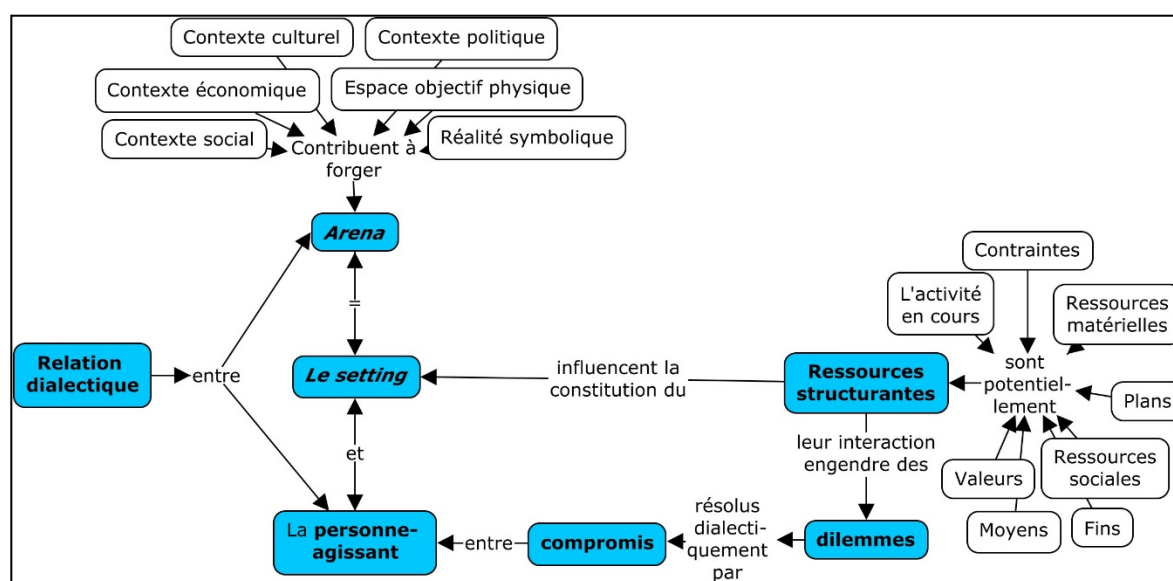 Contexte culturel
Contexte politique
Contexte économique
Espace objectif physique
Contexte social
Contribuent à
forger
Réalité symbolique
Arena
=
Contraintes
L'activité
en cours
Ressources
matérielles
Relation
dialectique
entre
Le setting
influencent la
constitution du
Ressources
structurantes
sont
potentiel-
lement
Plans
et
leur interaction
engendre des
Valeurs
Ressources
sociales
Moyens
Fins
La personne-
agissant
entre
compromis
résolus
dialecti-
quement
par
dilemmes